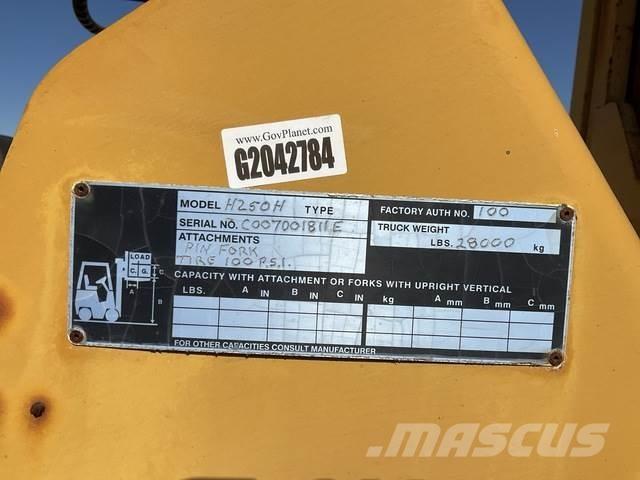 www.GovPlanet.com
G2042784
MODEL H250H TYPE
SERIAL NO. C007D01811E
ATTACHMENTS
PIN FORK
TIRE 100 P.S.I.
FACTORY AUTH NO. 100
TRUCK WEIGHT
LBS. 28000 kg
LOAD
C. G.
A
C
B
CAPACITY WITH ATTACHMENT OR FORKS WITH UPRIGHT VERTICAL
LBS. A IN B IN C IN kg A mm B mm C mm
FOR OTHER CAPACITIES CONSULT MANUFACTURER
MASCUS